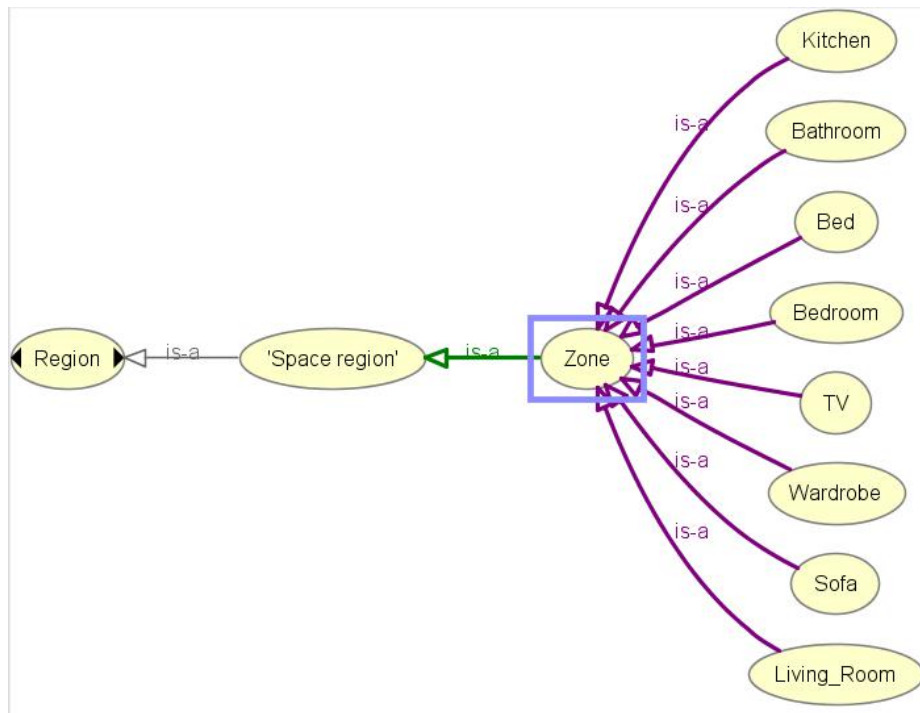 Kitchen
is-a
Bathroom
is-a
Bed
is-a
Bedroom
is-a
Region
is-a
'Space region'
is-a
Zone
is-a
TV
is-a
Wardrobe
is-a
Sofa
is-a
Living_Room